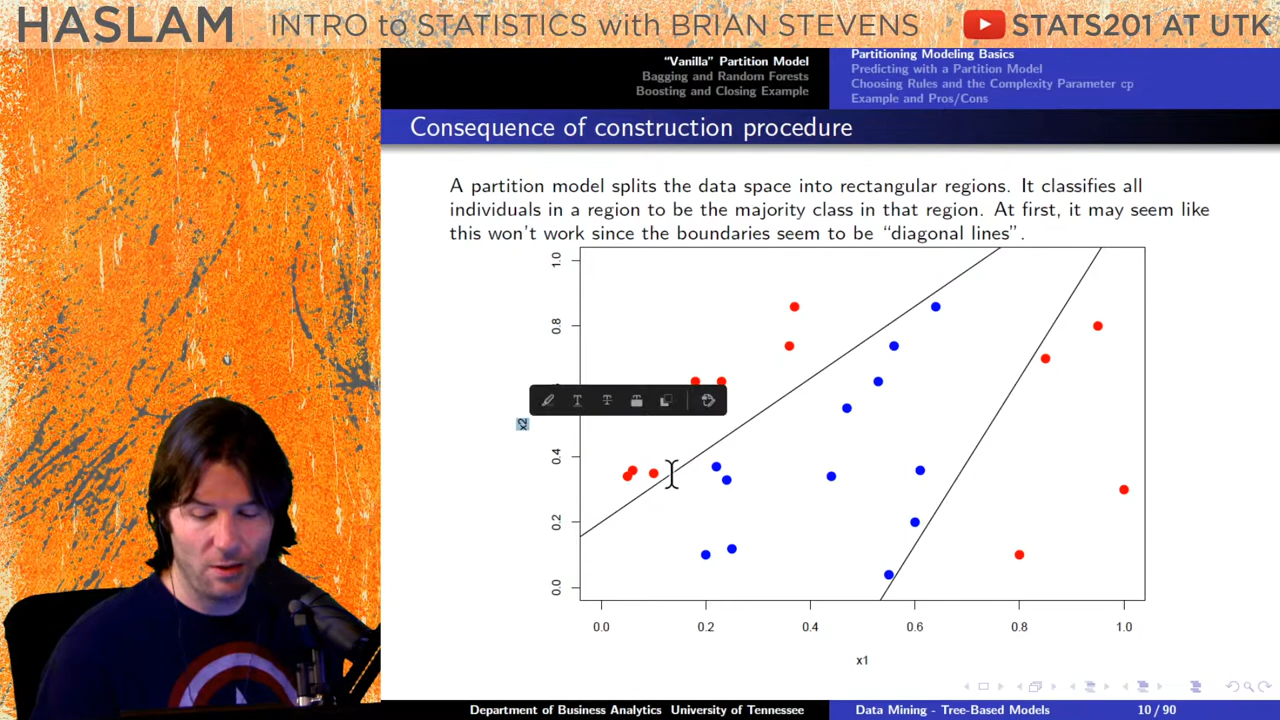 HASLAM INTRO to STATISTICS with BRIAN STEVENS STATS201 AT UTK
"Vanilla" Partition Model
Bagging and Random Forests
Boosting and Closing Example
Partitioning Modeling Basics
Predicting with a Partition Model
Choosing Rules and the Complexity Parameter cp
Example and Pros/Cons
Consequence of construction procedure
A partition model splits the data space into rectangular regions. It classifies all
individuals in a region to be the majority class in that region. At first, it may seem like
this won't work since the boundaries seem to be "diagonal lines".
1.0
0.8
0.4
0.2
0.0
x2
0.0 0.2 0.4 0.6 0.8 1.0
x1
Department of Business Analytics University of Tennessee Data Mining - Tree-Based Models 10 / 90